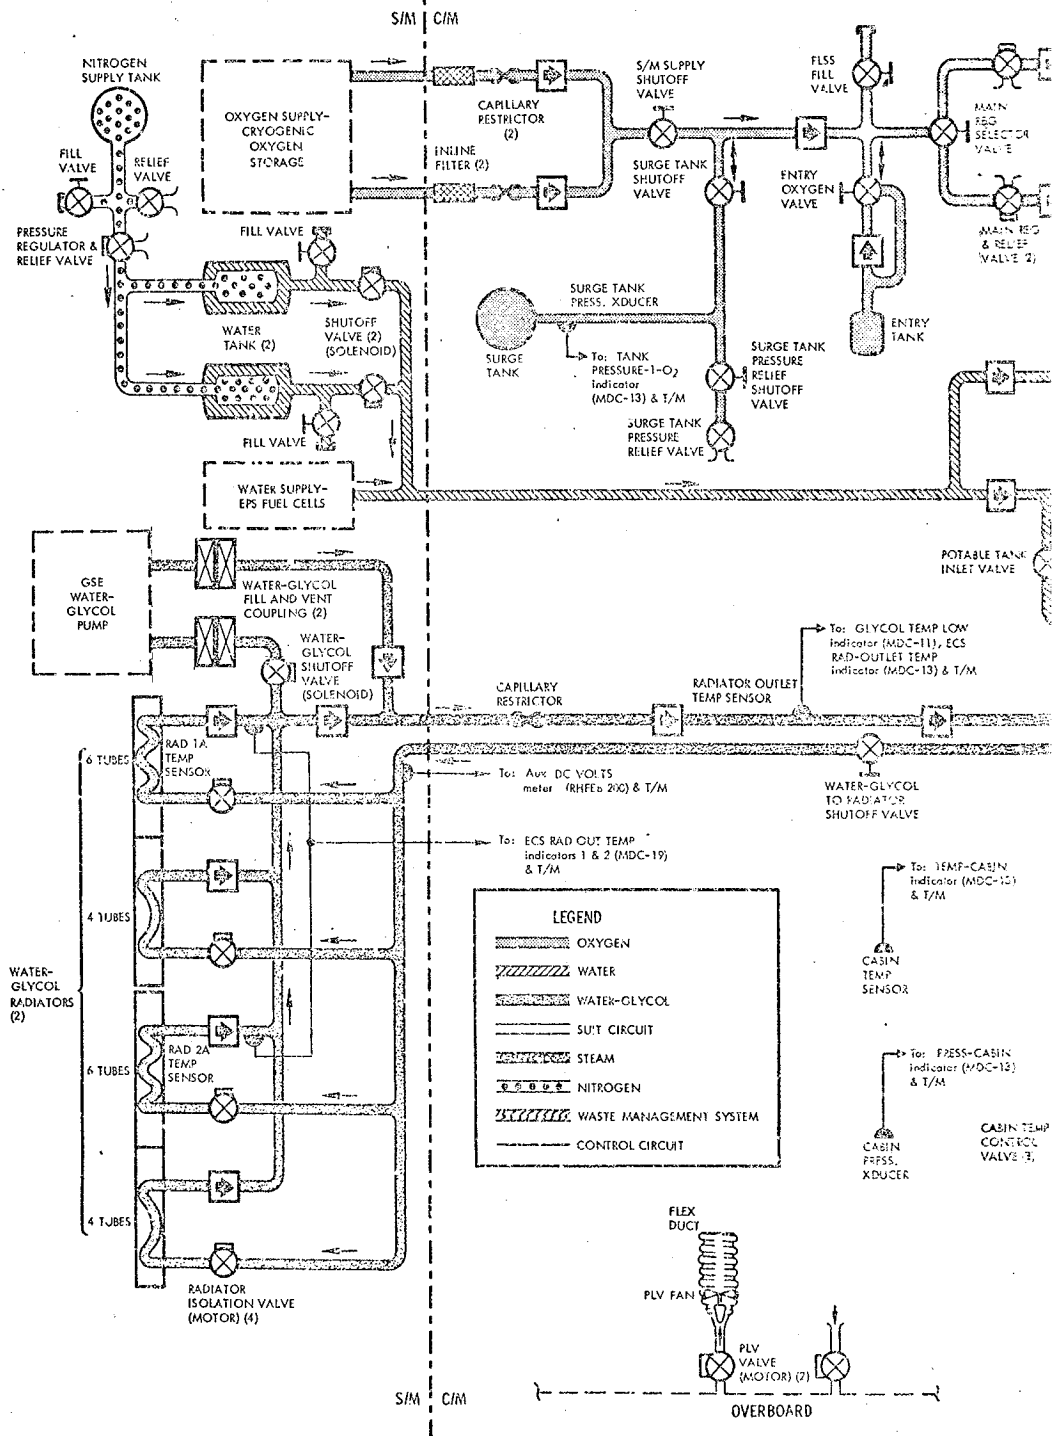 S/M C/M
NITROGEN
SUPPLY TANK
FILL
VALVE
RELIEF
VALVE
PRESSURE
REGULATOR &
RELIEF VALVE
OXYGEN SUPPLY-
CRYOGENIC
OXYGEN
STORAGE
CAPILLARY
RESTRICTOR
(2)
INLINE
FILTER (2)
S/M SUPPLY
SHUTOFF
VALVE
SURGE TANK
SHUTOFF
VALVE
FILL
VALVE
ENTRY
OXYGEN
VALVE
MAIN
REG
SELECTOR
VALVE
MAIN REG
& RELIEF
VALVE (2)
FILL VALVE
WATER
TANK (2)
SHUTOFF
VALVE (2)
(SOLENOID)
FILL VALVE
SURGE TANK
PRESS. XDUCER
SURGE
TANK
To: TANK
PRESSURE-1-O2
indicator
(MDC-13) & T/M
SURGE TANK
PRESSURE
RELIEF
SHUTOFF
VALVE
SURGE TANK
PRESSURE
RELIEF VALVE
ENTRY
TANK
WATER SUPPLY-
EPS FUEL CELLS
GSE
WATER-
GLYCOL
PUMP
WATER-GLYCOL
FILL AND VENT
COUPLING (2)
WATER-
GLYCOL
SHUTOFF
VALVE
(SOLENOID)
POTABLE TANK
INLET VALVE
To: GLYCOL TEMP LOW
indicator (MDC-11), ECS
RAD-OUTLET TEMP
indicator (MDC-13) & T/M
CAPILLARY
RESTRICTOR
RADIATOR OUTLET
TEMP SENSOR
6 TUBES
RAD 1A
TEMP
SENSOR
To: Aux DC VOLTS
meter (RHFEB 200) & T/M
WATER-GLYCOL
TO RADIATOR
SHUTOFF VALVE
To: ECS RAD OUT TEMP
indicators 1 & 2 (MDC-19)
& T/M
4 TUBES
WATER-
GLYCOL
RADIATORS
(2)
To: TEMP-CABIN
indicator (MDC-13)
& T/M
CABIN
TEMP
SENSOR
LEGEND
OXYGEN
WATER
WATER-GLYCOL
SUIT CIRCUIT
STEAM
NITROGEN
WASTE MANAGEMENT SYSTEM
CONTROL CIRCUIT
6 TUBES
RAD 2A
TEMP
SENSOR
To: PRESS-CABIN
indicator (MDC-13)
& T/M
CABIN
PRESS.
XDUCER
CABIN TEMP
CONTROL
VALVE
4 TUBES
RADIATOR
ISOLATION VALVE
(MOTOR) (4)
FLEX
DUCT
PLV FAN
PLV
VALVE
(MOTOR) (2)
S/M C/M
OVERBOARD